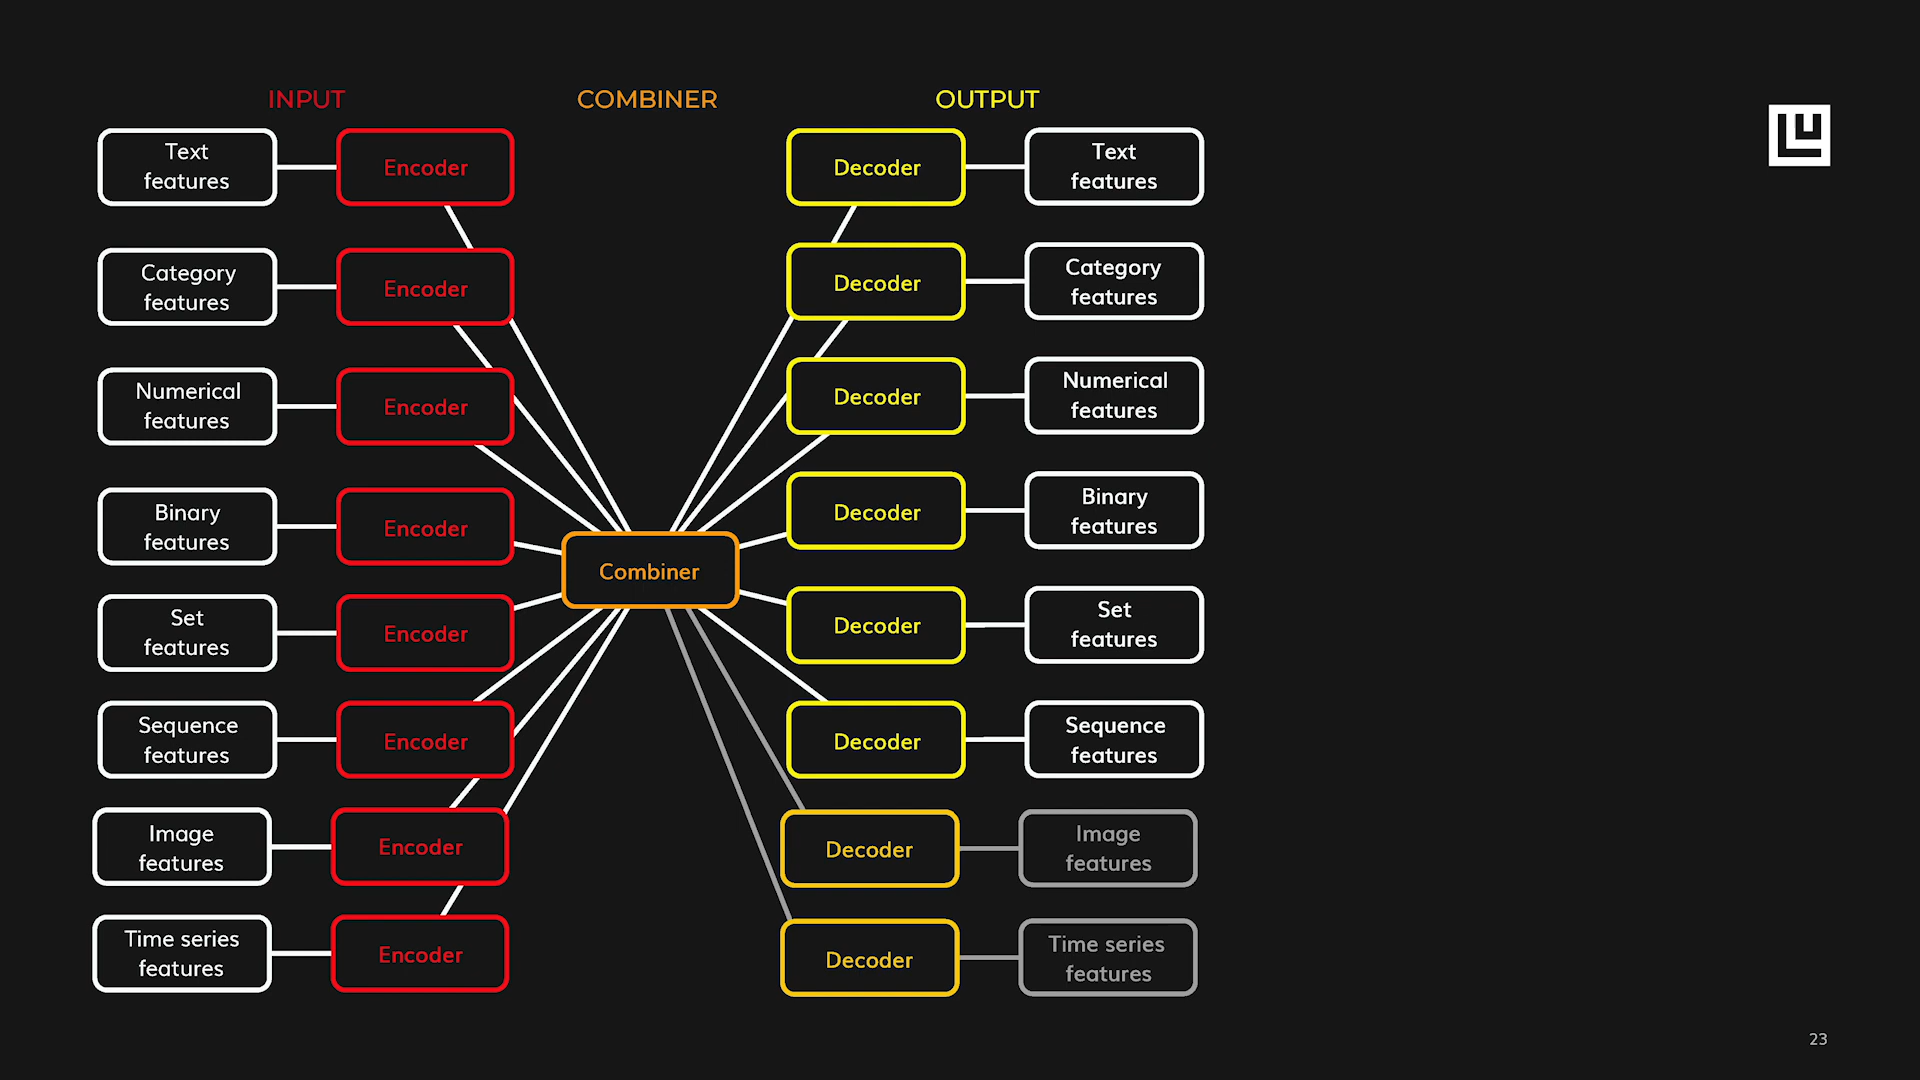 INPUT
COMBINER
OUTPUT
Text
features
Encoder
Decoder
Text
features
Category
features
Encoder
Decoder
Category
features
Numerical
features
Encoder
Decoder
Numerical
features
Binary
features
Encoder
Decoder
Binary
features
Combiner
Set
features
Encoder
Decoder
Set
features
Sequence
features
Encoder
Decoder
Sequence
features
Image
features
Encoder
Decoder
Image
features
Time series
features
Encoder
Decoder
Time series
features
23